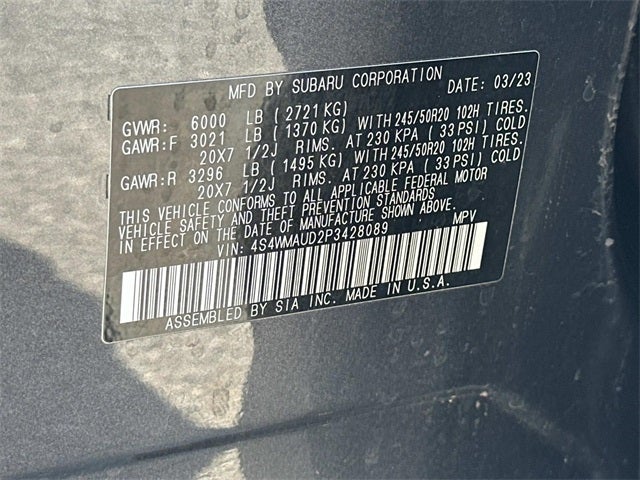 MFD BY SUBARU CORPORATION DATE: 03/23
GVWR: 6000 LB ( 2721 KG)
GAWR:F 3021 LB ( 1370 KG) WITH 245/50R20 102H TIRES.
20X7 1/2J RIMS. AT 230 KPA ( 33 PSI) COLD
GAWR:R 3296 LB ( 1495 KG) WITH 245/50R20 102H TIRES.
20X7 1/2J RIMS. AT 230 KPA ( 33 PSI) COLD
THIS VEHICLE CONFORMS TO ALL APPLICABLE FEDERAL MOTOR
VEHICLE SAFETY AND THEFT PREVENTION STANDARDS
IN EFFECT ON THE DATE OF MANUFACTURE SHOWN ABOVE.
VIN: 4S4WMAUD2P3428089 MPV
ASSEMBLED BY SIA INC. MADE IN U.S.A.